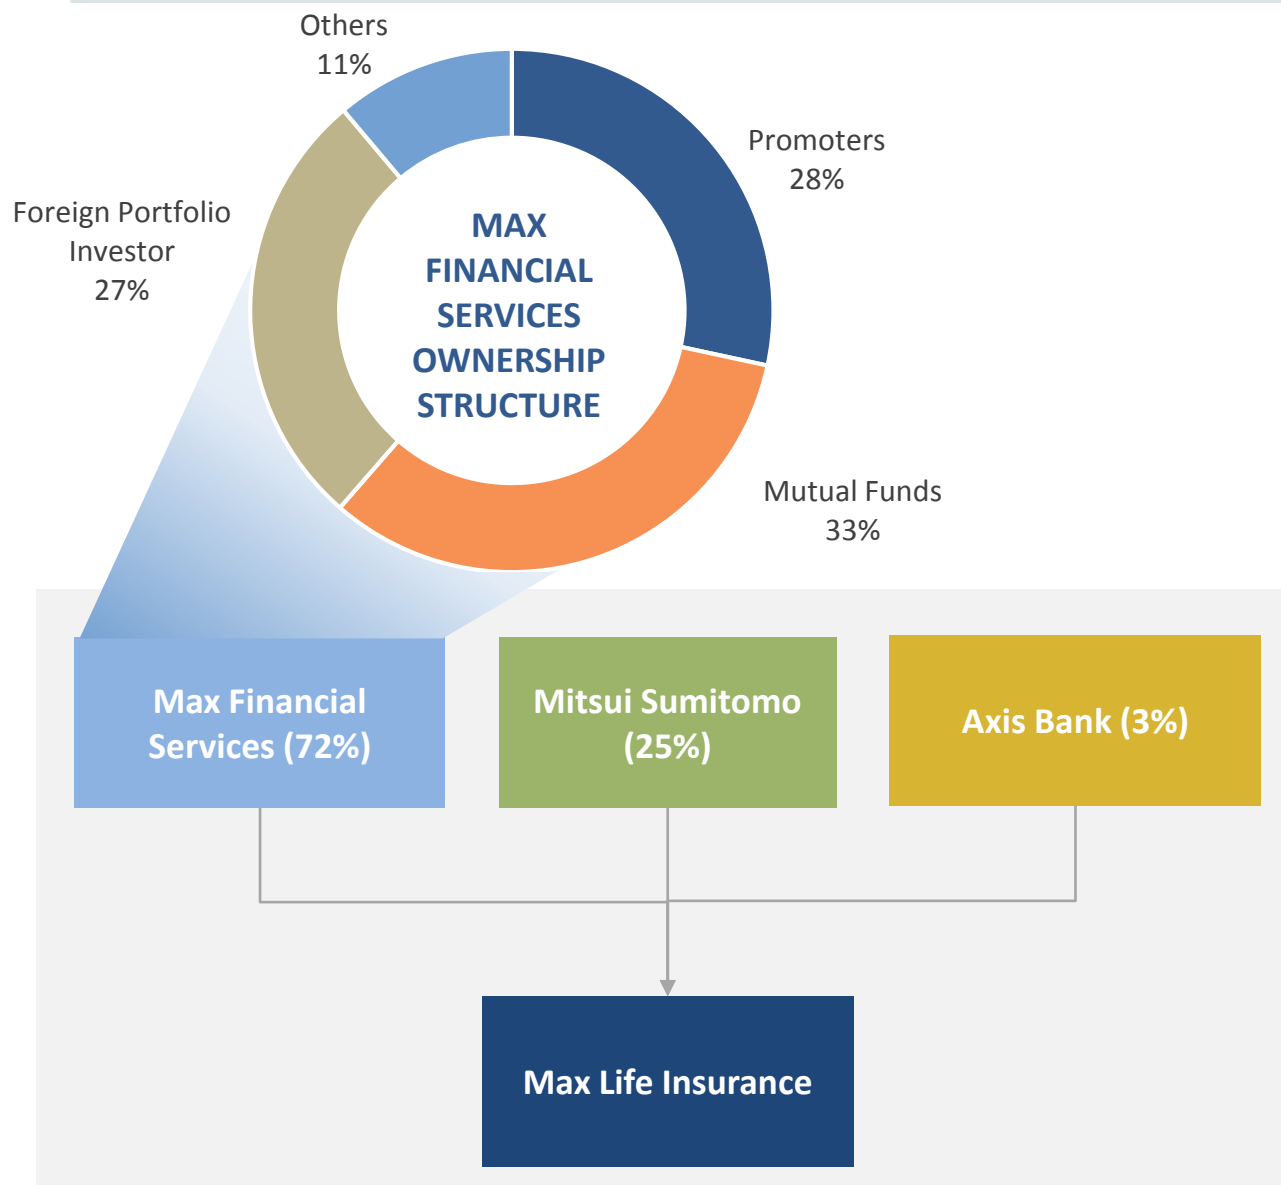 Others
11%
Promoters
28%
Foreign Portfolio
Investor
27%
MAX
FINANCIAL
SERVICES
OWNERSHIP
STRUCTURE
Mutual Funds
33%
Max Financial
Services (72%)
Mitsui Sumitomo
(25%)
Axis Bank (3%)
Max Life Insurance